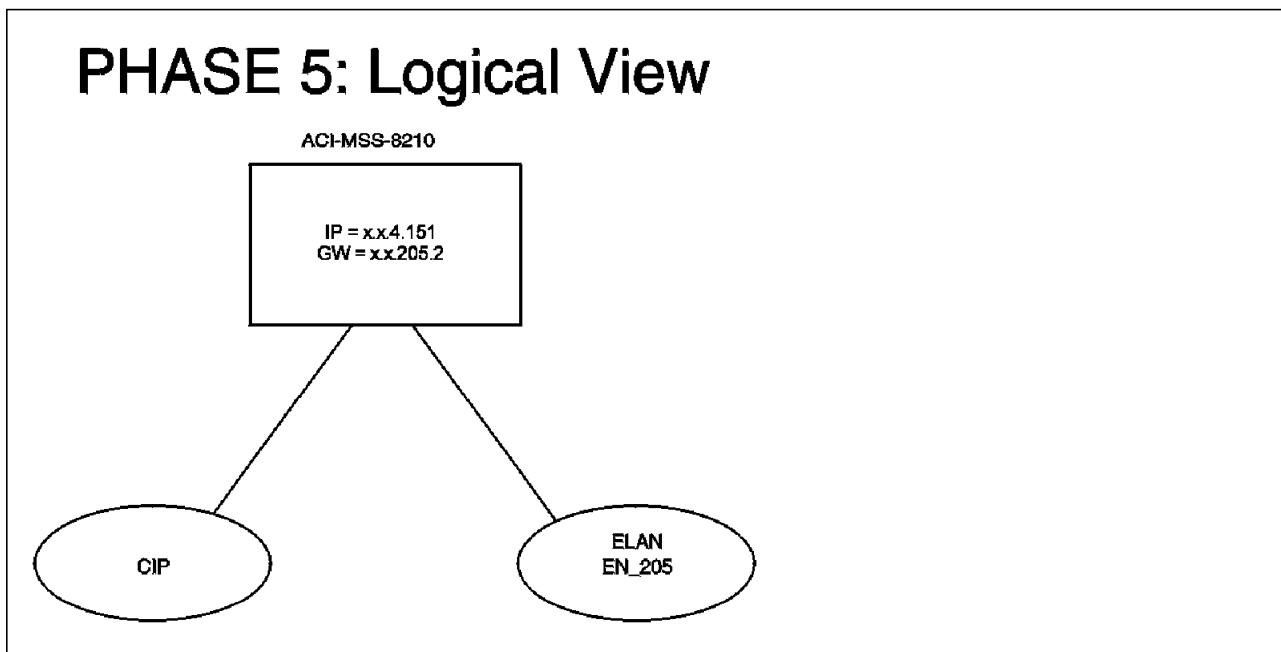 PHASE 5: Logical View
ACI-MSS-8210
IP = x.x.4.151
GW = x.x.205.2
CIP
ELAN
EN_205